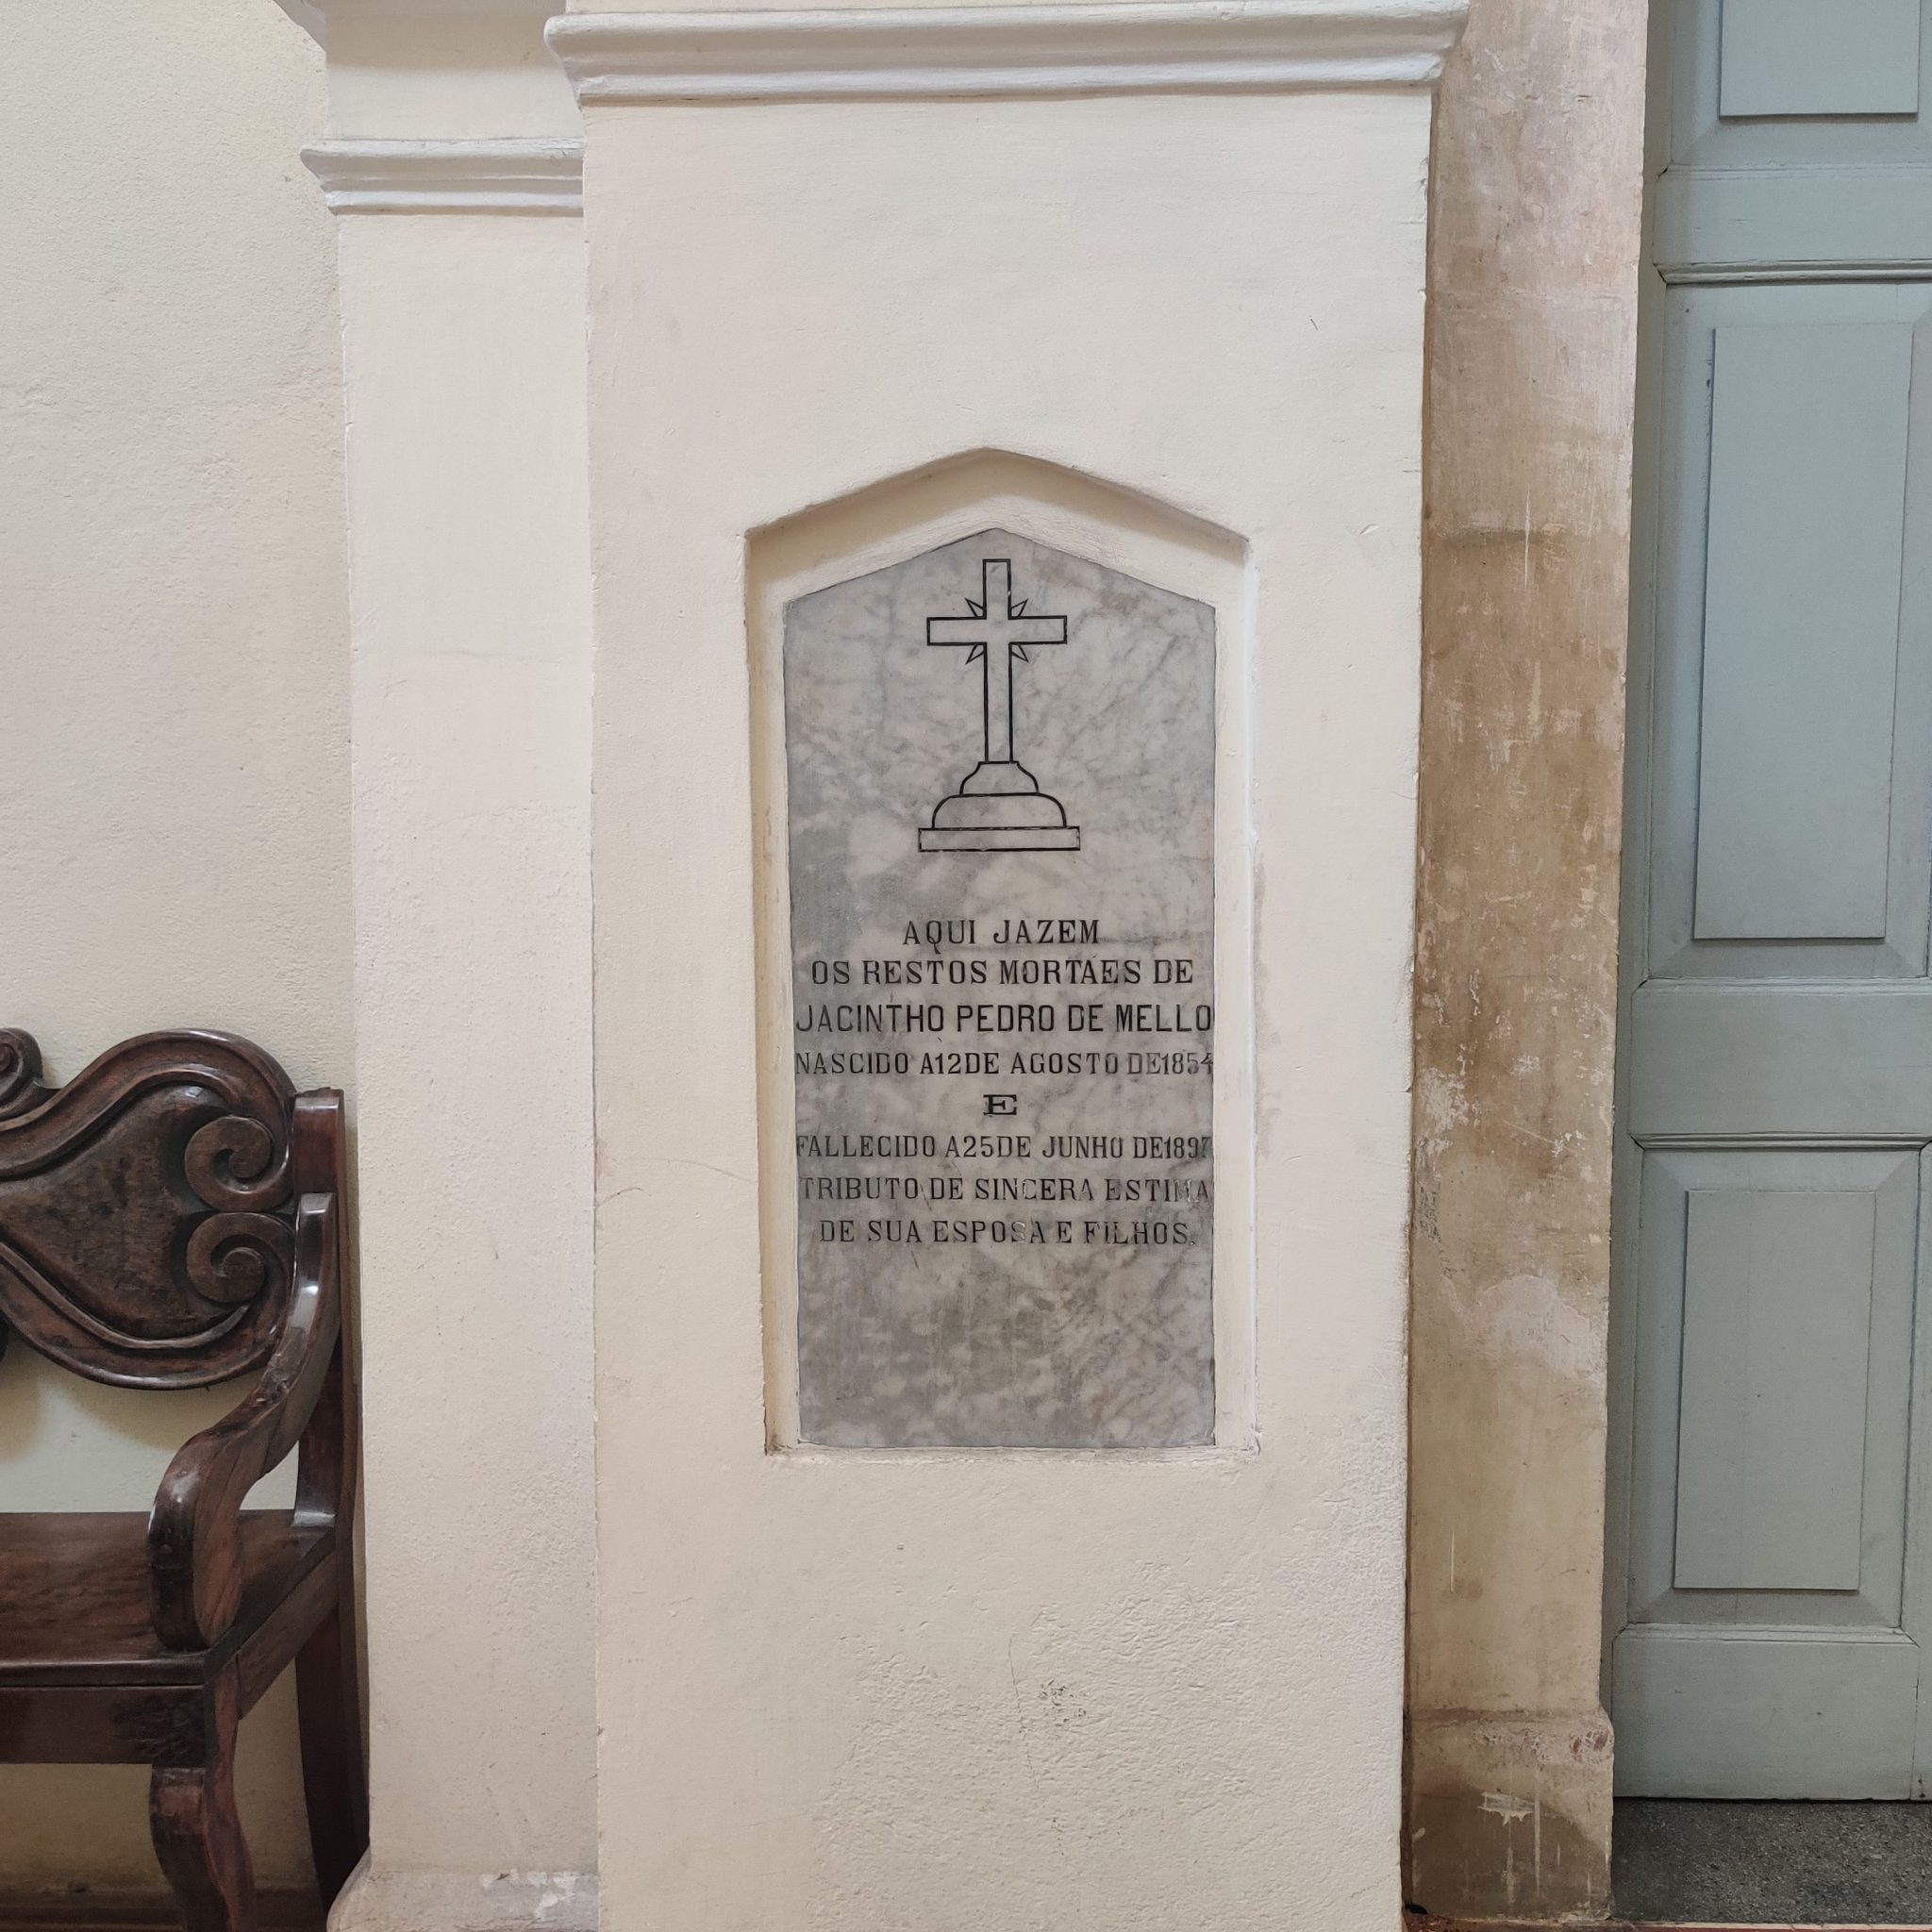 AQUI JAZEM
OS RESTOS MORTAES DE
JACINTHO PEDRO DE MELLO
NASCIDO A12DE AGOSTO DE1854
E
FALLECIDO A25DE JUNHO DE1897
TRIBUTO DE SINCERA ESTIMA
DE SUA ESPOSA E FILHOS.